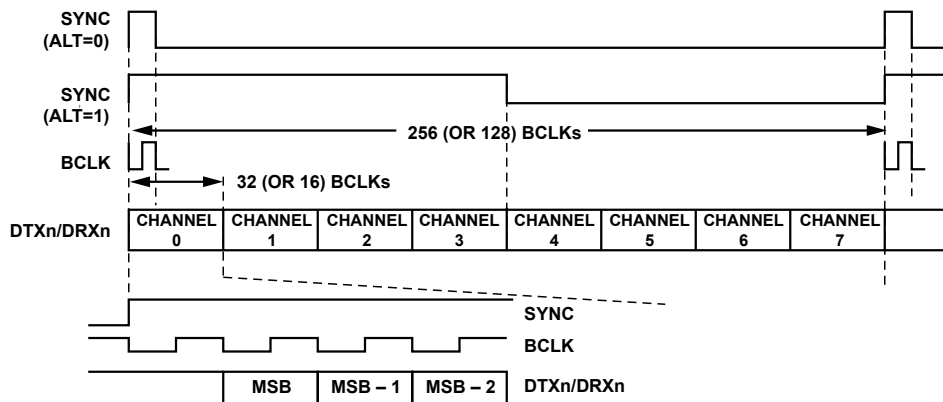 SYNC
(ALT=0)
SYNC
(ALT=1)
256 (OR 128) BCLKs
BCLK
32 (OR 16) BCLKs
DTXn/DRXn
CHANNEL
0
CHANNEL
1
CHANNEL
2
CHANNEL
3
CHANNEL
4
CHANNEL
5
CHANNEL
6
CHANNEL
7
SYNC
BCLK
MSB
MSB – 1
MSB – 2
DTXn/DRXn